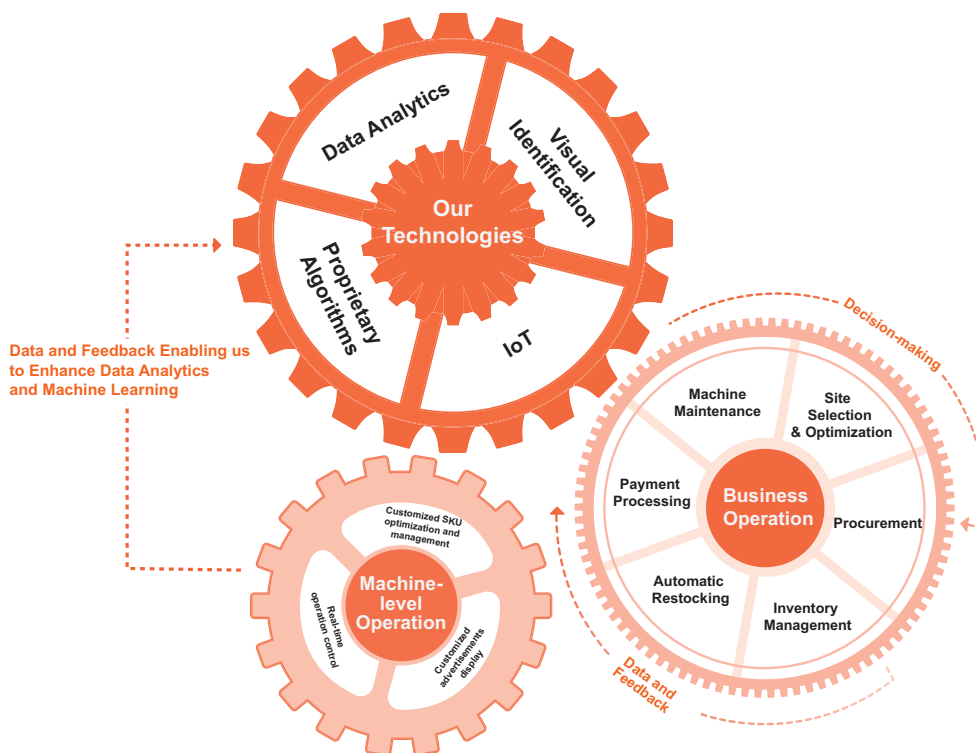 Data Analytics
Visual
Identification
Our
Technologies
Proprietary
Algorithms
IoT
Data and Feedback Enabling us
to Enhance Data Analytics
and Machine Learning
Decision-making
Machine
Maintenance
Site
Selection
& Optimization
Payment
Processing
Business
Operation
Procurement
Automatic
Restocking
Inventory
Management
Data and
Feedback
Customized SKU
optimization and
management
Machine-
level
Operation
Real-time
operation control
Customized
advertisements
display